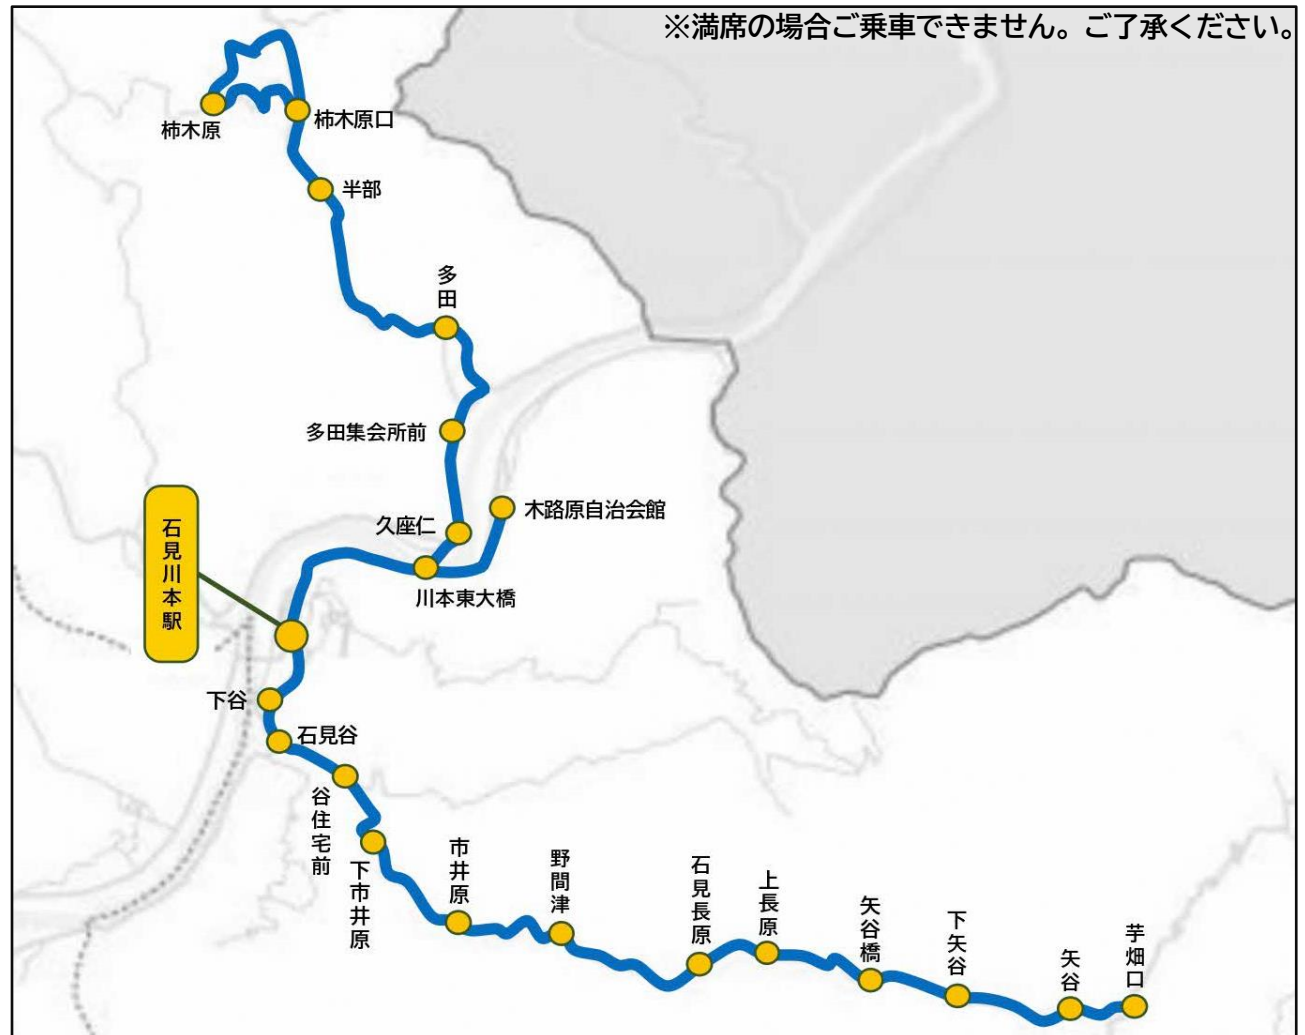 ※満席の場合ご乗車できません。ご了承ください。
柿木原
柿木原口
半部
多田
多田集会所前
久座仁
木路原自治会館
川本東大橋
石見川本駅
下谷
石見谷
谷住宅前
下市井原
市井原
野間津
石見長原
上長原
矢谷橋
下矢谷
矢谷
芋畑口